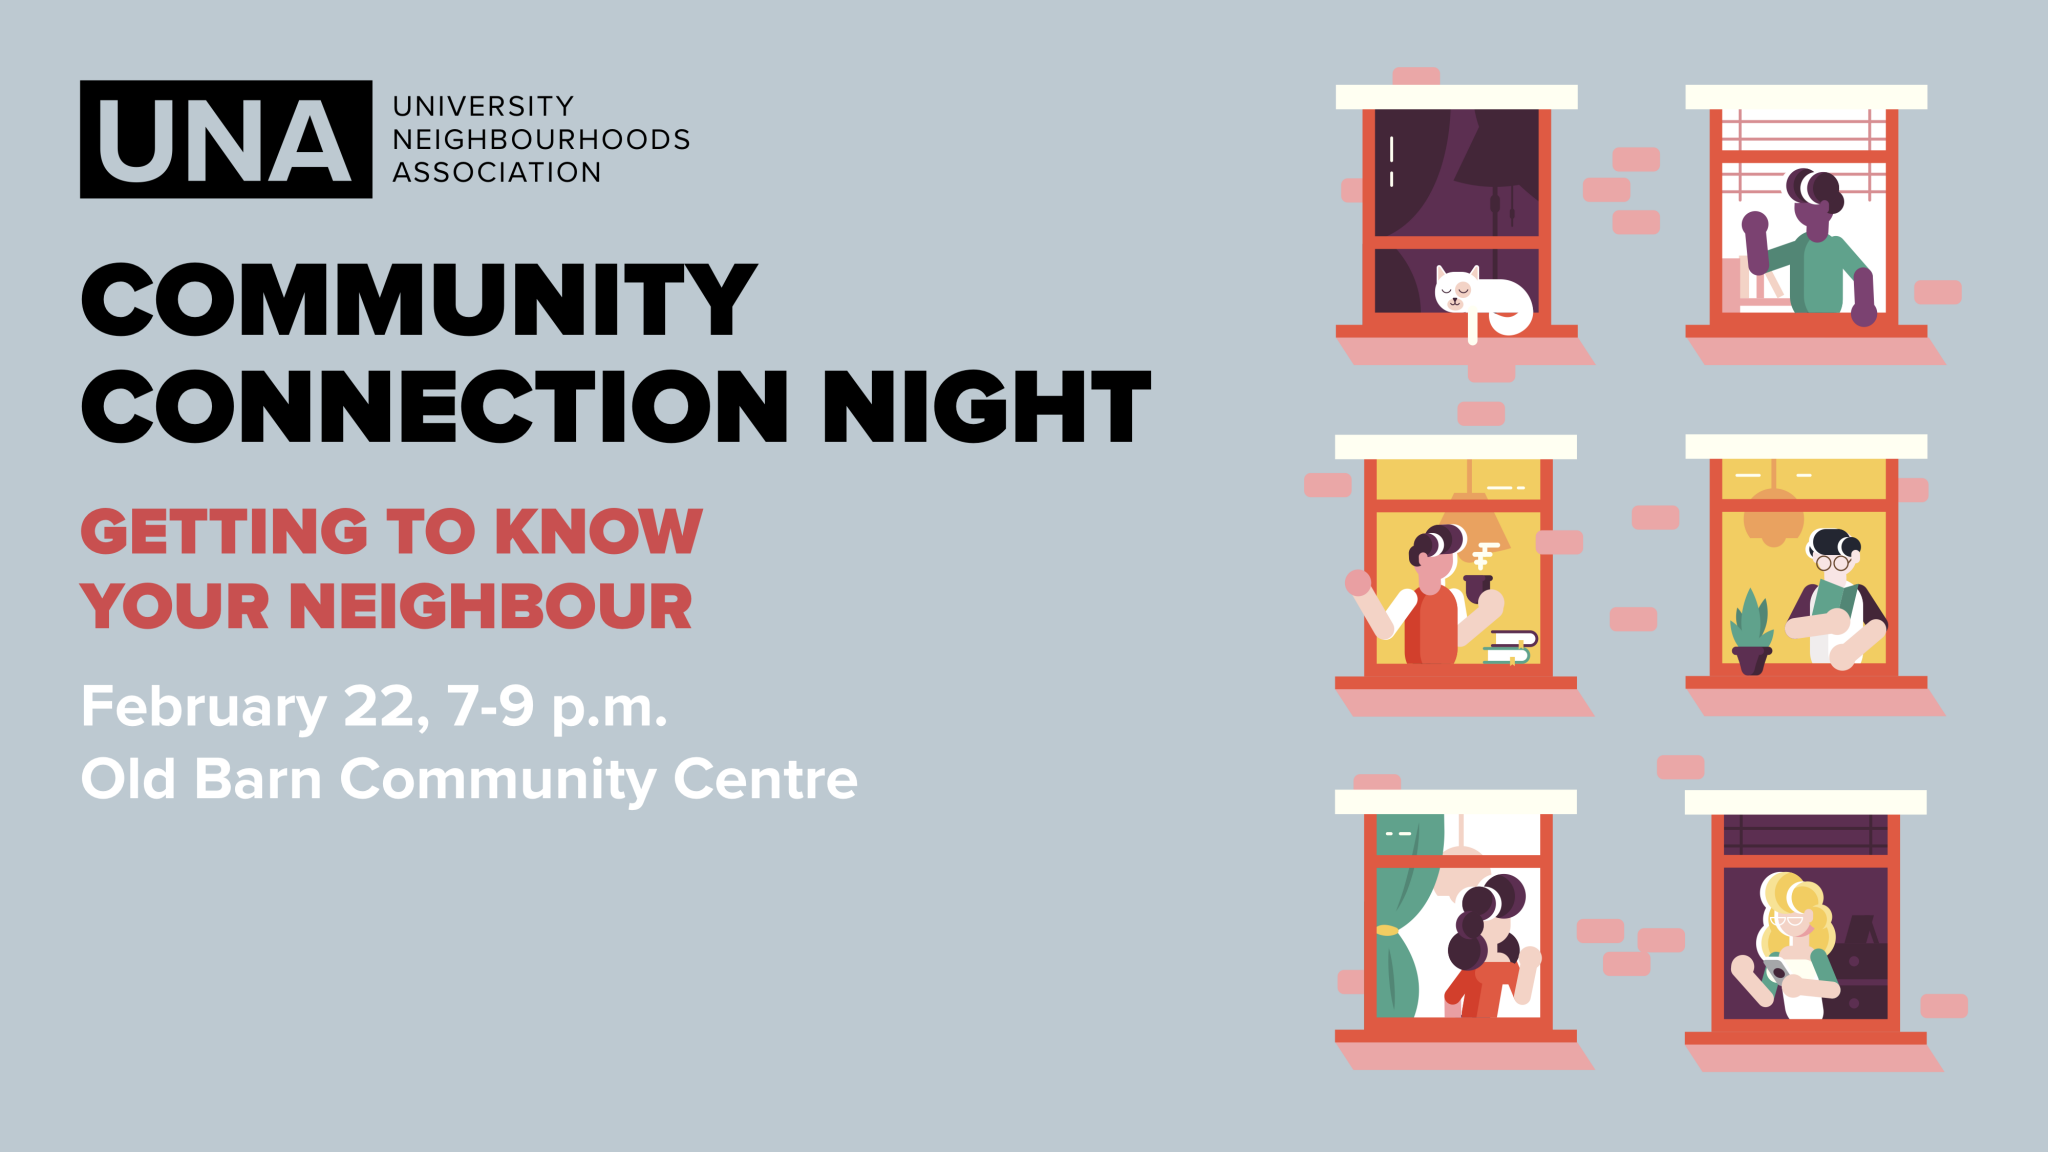 UNA
UNIVERSITY
NEIGHBOURHOODS
ASSOCIATION
COMMUNITY
CONNECTION NIGHT
GETTING TO KNOW
YOUR NEIGHBOUR
February 22, 7-9 p.m.
Old Barn Community Centre